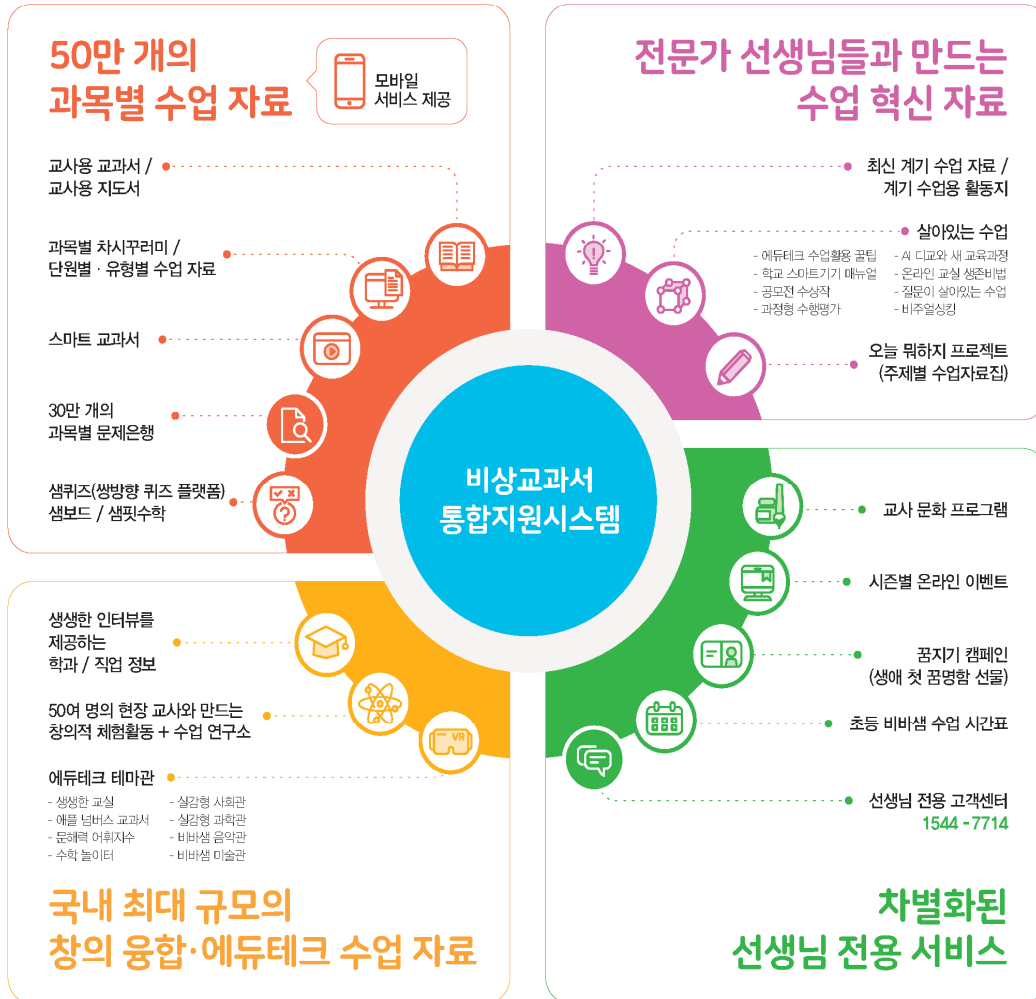 50만 개의
과목별 수업 자료
모바일
서비스 제공
교사용 교과서 /
교사용 지도서
과목별 차시꾸러미 /
단원별 · 유형별 수업 자료
스마트 교과서
30만 개의
과목별 문제은행
샘퀴즈(쌍방향 퀴즈 플랫폼)
샘보드 / 샘핏수학
전문가 선생님들과 만드는
수업 혁신 자료
최신 계기 수업 자료 /
계기 수업용 활동지
살아있는 수업
- 에듀테크 수업활용 꿀팁
- 학교 스마트기기 매뉴얼
- 공모전 수상작
- 과정형 수행평가
- AI 디교와 새 교육과정
- 온라인 교실 생존비법
- 질문이 살아있는 수업
- 비주얼싱킹
오늘 뭐하지 프로젝트
(주제별 수업자료집)
비상교과서
통합지원시스템
생생한 인터뷰를
제공하는
학과 / 직업 정보
50여 명의 현장 교사와 만드는
창의적 체험활동 + 수업 연구소
VR
에듀테크 테마관
- 생생한 교실
- 애플 넘버스 교과서
- 문해력 어휘지수
- 수학 놀이터
- 실감형 사회관
- 실감형 과학관
- 비바샘 음악관
- 비바샘 미술관
국내 최대 규모의
창의 융합·에듀테크 수업 자료
교사 문화 프로그램
시즌별 온라인 이벤트
꿈지기 캠페인
(생애 첫 꿈명함 선물)
초등 비바샘 수업 시간표
선생님 전용 고객센터
1544 - 7714
차별화된
선생님 전용 서비스